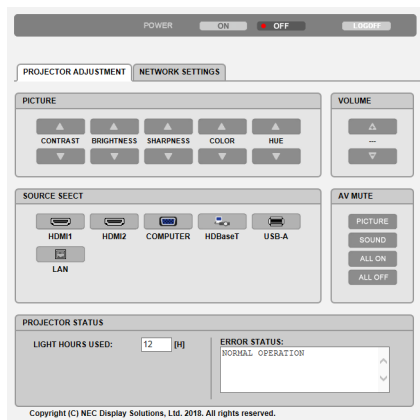 POWER ON OFF LOGOFF
PROJECTOR ADJUSTMENT NETWORK SETTINGS
PICTURE
CONTRAST BRIGHTNESS SHARPNESS COLOR HUE
VOLUME
---
SOURCE SEECT
HDMI1 HDMI2 COMPUTER HDBaseT USB-A
LAN
AV MUTE
PICTURE
SOUND
ALL ON
ALL OFF
PROJECTOR STATUS
LIGHT HOURS USED: 12 [H]
ERROR STATUS:
NORMAL OPERATION
Copyright (C) NEC Display Solutions, Ltd. 2018. All rights reserved.